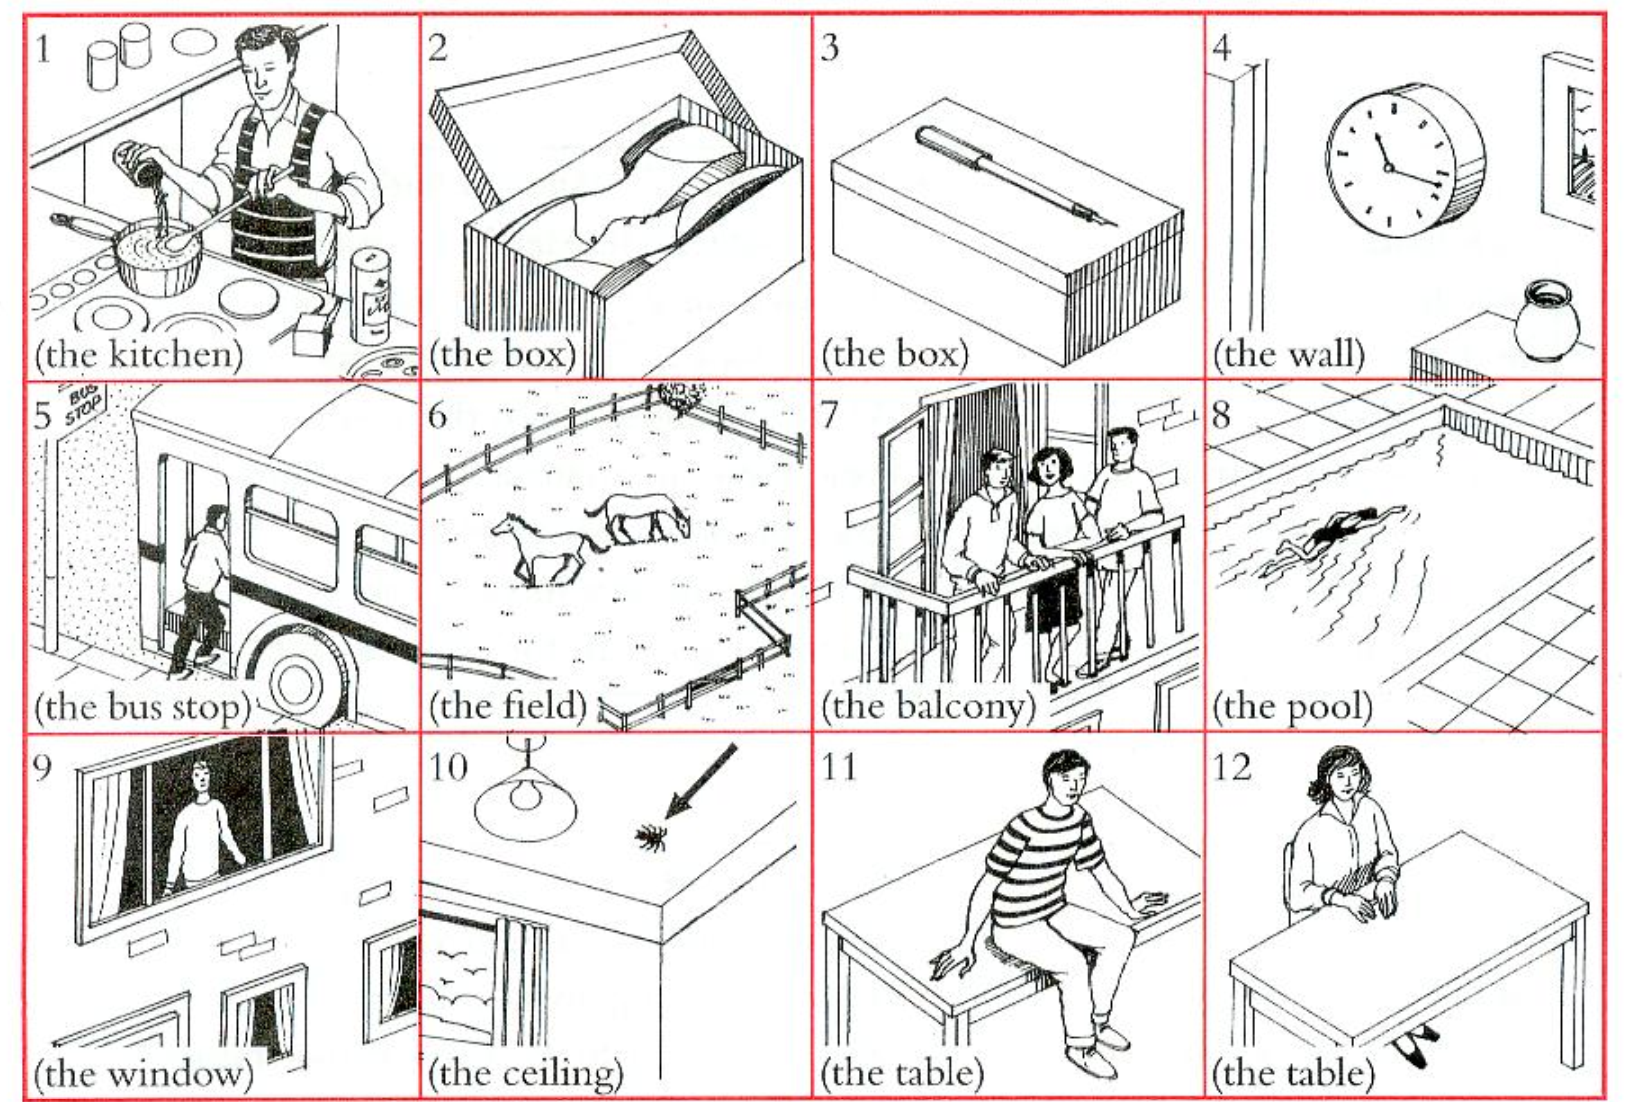 1
(the kitchen)
2
(the box)
3
(the box)
4
(the wall)
5
BUS
STOP
(the bus stop)
6
(the field)
7
(the balcony)
8
(the pool)
9
(the window)
10
(the ceiling)
11
(the table)
12
(the table)